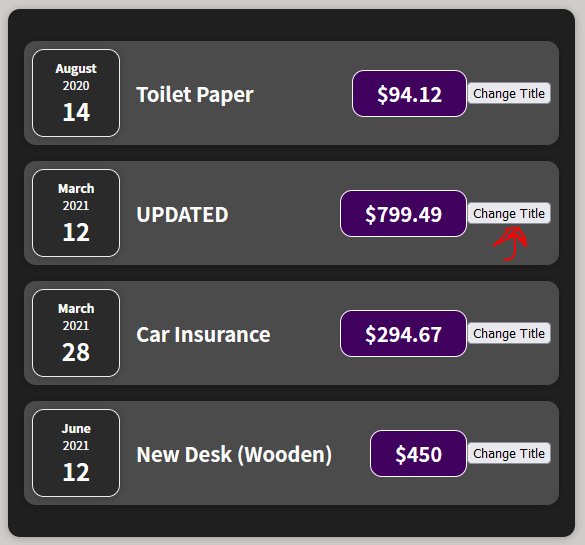 August
2020
14
Toilet Paper
$94.12
Change Title
March
2021
12
UPDATED
$799.49
Change Title
March
2021
28
Car Insurance
$294.67
Change Title
June
2021
12
New Desk (Wooden)
$450
Change Title